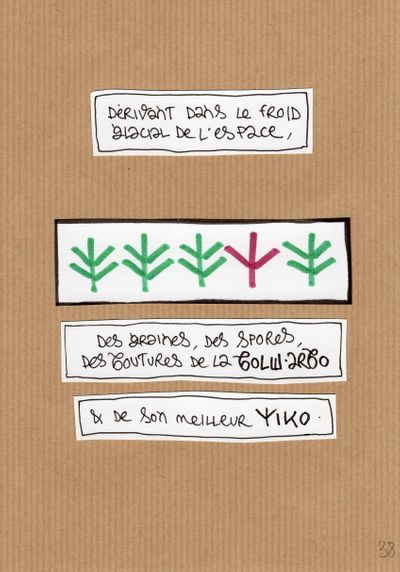 Dérivant dans le froid
glacial de l'espace,
Des graines, des spores,
des boutures de la BOLW·ARBO
& de son meilleur YIKO.
38